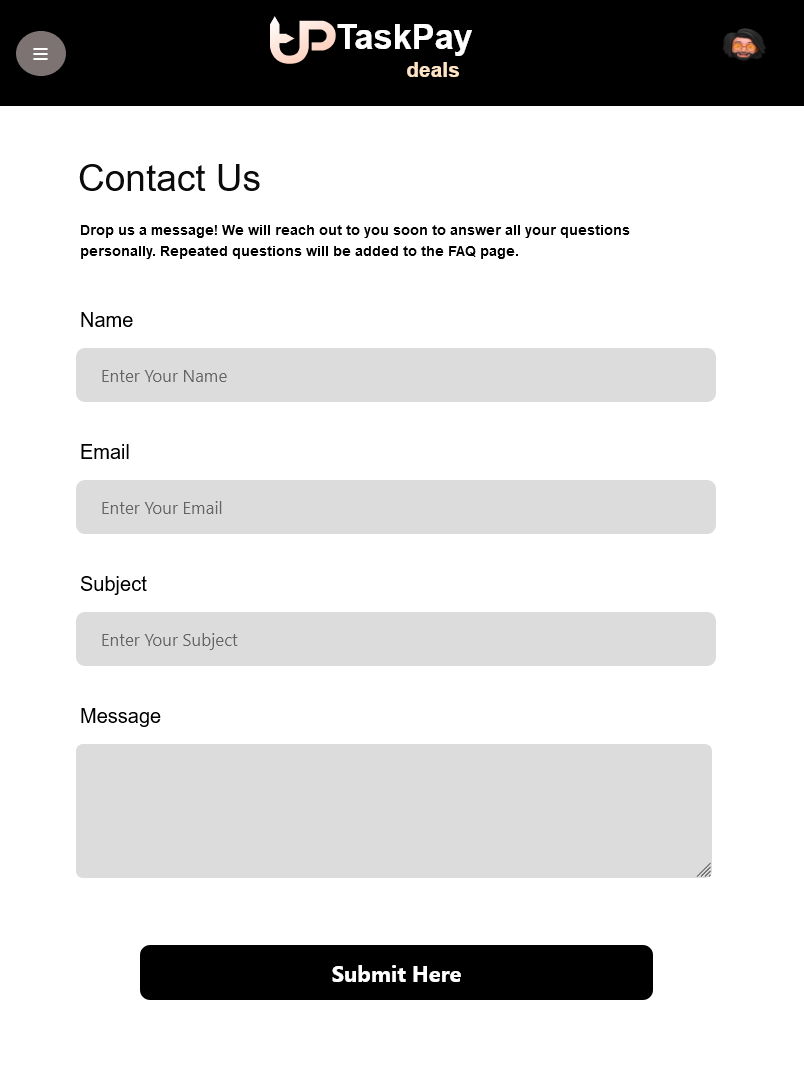 TaskPay
deals
Contact Us
Drop us a message! We will reach out to you soon to answer all your questions
personally. Repeated questions will be added to the FAQ page.
Name
Enter Your Name
Email
Enter Your Email
Subject
Enter Your Subject
Message
Submit Here